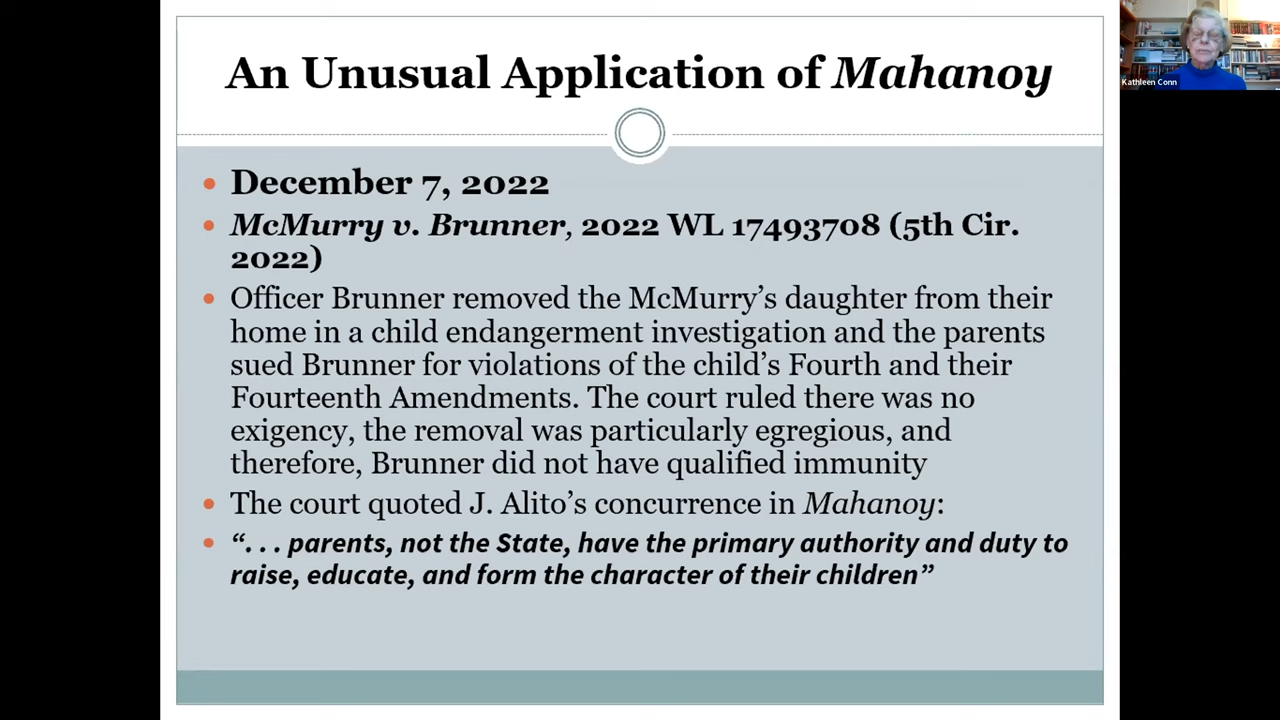 An Unusual Application of Mahanoy
Kathleen Conn
• December 7, 2022
• McMurry v. Brunner, 2022 WL 17493708 (5th Cir.
2022)
• Officer Brunner removed the McMurry’s daughter from their
home in a child endangerment investigation and the parents
sued Brunner for violations of the child’s Fourth and their
Fourteenth Amendments. The court ruled there was no
exigency, the removal was particularly egregious, and
therefore, Brunner did not have qualified immunity
• The court quoted J. Alito’s concurrence in Mahanoy:
• “. . . parents, not the State, have the primary authority and duty to
raise, educate, and form the character of their children”